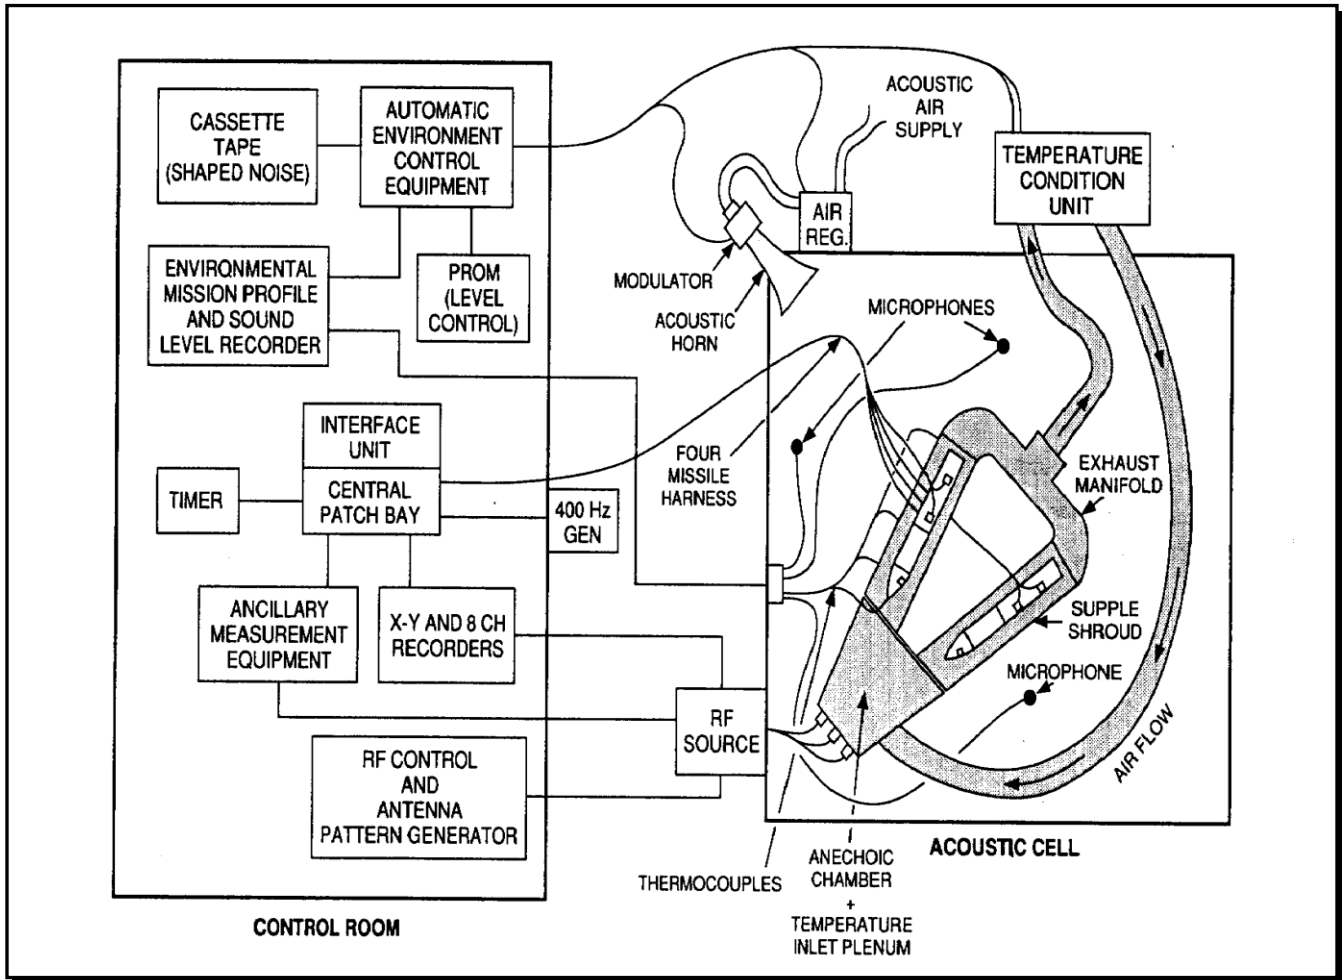 CASSETTE
TAPE
(SHAPED NOISE)
AUTOMATIC
ENVIRONMENT
CONTROL
EQUIPMENT
ENVIRONMENTAL
MISSION PROFILE
AND SOUND
LEVEL RECORDER
PROM
(LEVEL
CONTROL)
INTERFACE
UNIT
TIMER
CENTRAL
PATCH BAY
400 Hz
GEN
ANCILLARY
MEASUREMENT
EQUIPMENT
X-Y AND 8 CH
RECORDERS
RF
SOURCE
RF CONTROL
AND
ANTENNA
PATTERN GENERATOR
CONTROL ROOM
ACOUSTIC
AIR
SUPPLY
TEMPERATURE
CONDITION
UNIT
AIR
REG.
MODULATOR
ACOUSTIC
HORN
MICROPHONES
FOUR
MISSILE
HARNESS
EXHAUST
MANIFOLD
SUPPLE
SHROUD
MICROPHONE
AIR FLOW
ACOUSTIC CELL
THERMOCOUPLES
ANECHOIC
CHAMBER
+
TEMPERATURE
INLET PLENUM